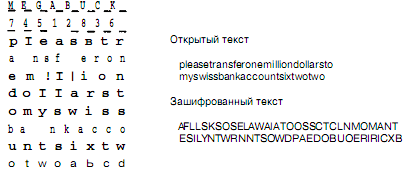 M E G A B U C K
7 4 5 1 2 8 3 6
p I e a s s t r
a n s f e r o n
e m ! I | i o n
d o I I a r s t
o m y s w i s s
b a n k a c c o
u n t s i x t w
o t w o a b c d
Открытый текст
pleasetransferonemilliondollarsto
myswissbankaccountsixtwotwo
Зашифрованный текст
AFLLSKSOSELAWAIATOOSSCTCLNMOMANT
ESILYNTWRNNTSOWDPAEDOBUOERIRICXB